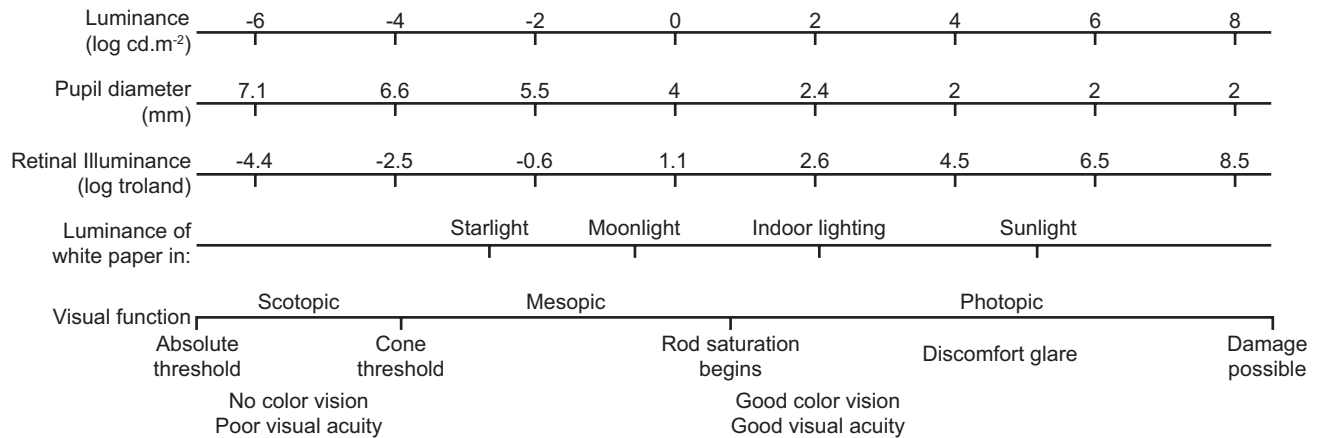 Luminance -6 -4 -2 0 2 4 6 8
(log cd.m-2)
Pupil diameter 7.1 6.6 5.5 4 2.4 2 2 2
(mm)
Retinal Illuminance -4.4 -2.5 -0.6 1.1 2.6 4.5 6.5 8.5
(log troland)
Luminance of Starlight Moonlight Indoor lighting Sunlight
white paper in:
Scotopic Mesopic Photopic
Visual function
Absolute Cone Rod saturation Discomfort glare Damage
threshold threshold begins possible
No color vision Good color vision
Poor visual acuity Good visual acuity